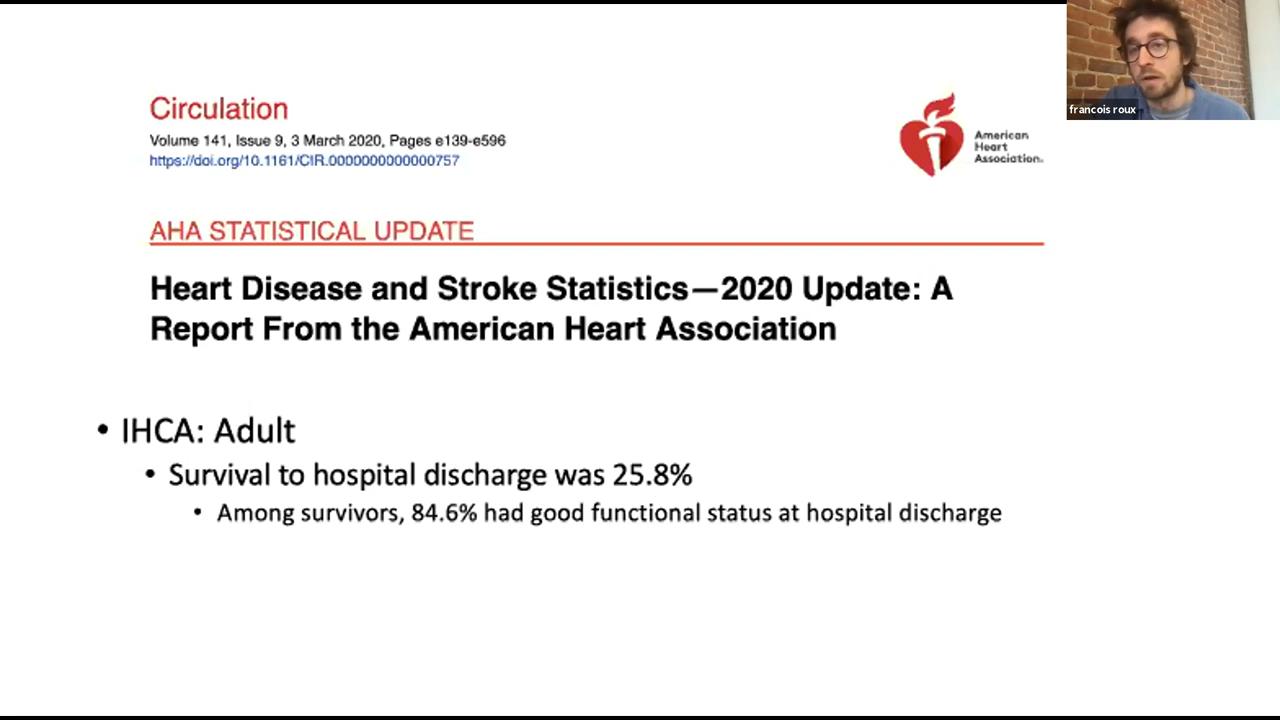 francois roux
Circulation
Volume 141, Issue 9, 3 March 2020, Pages e139-e596
https://doi.org/10.1161/CIR.0000000000000757
American
Heart
Association®
AHA STATISTICAL UPDATE
Heart Disease and Stroke Statistics—2020 Update: A
Report From the American Heart Association
• IHCA: Adult
• Survival to hospital discharge was 25.8%
• Among survivors, 84.6% had good functional status at hospital discharge